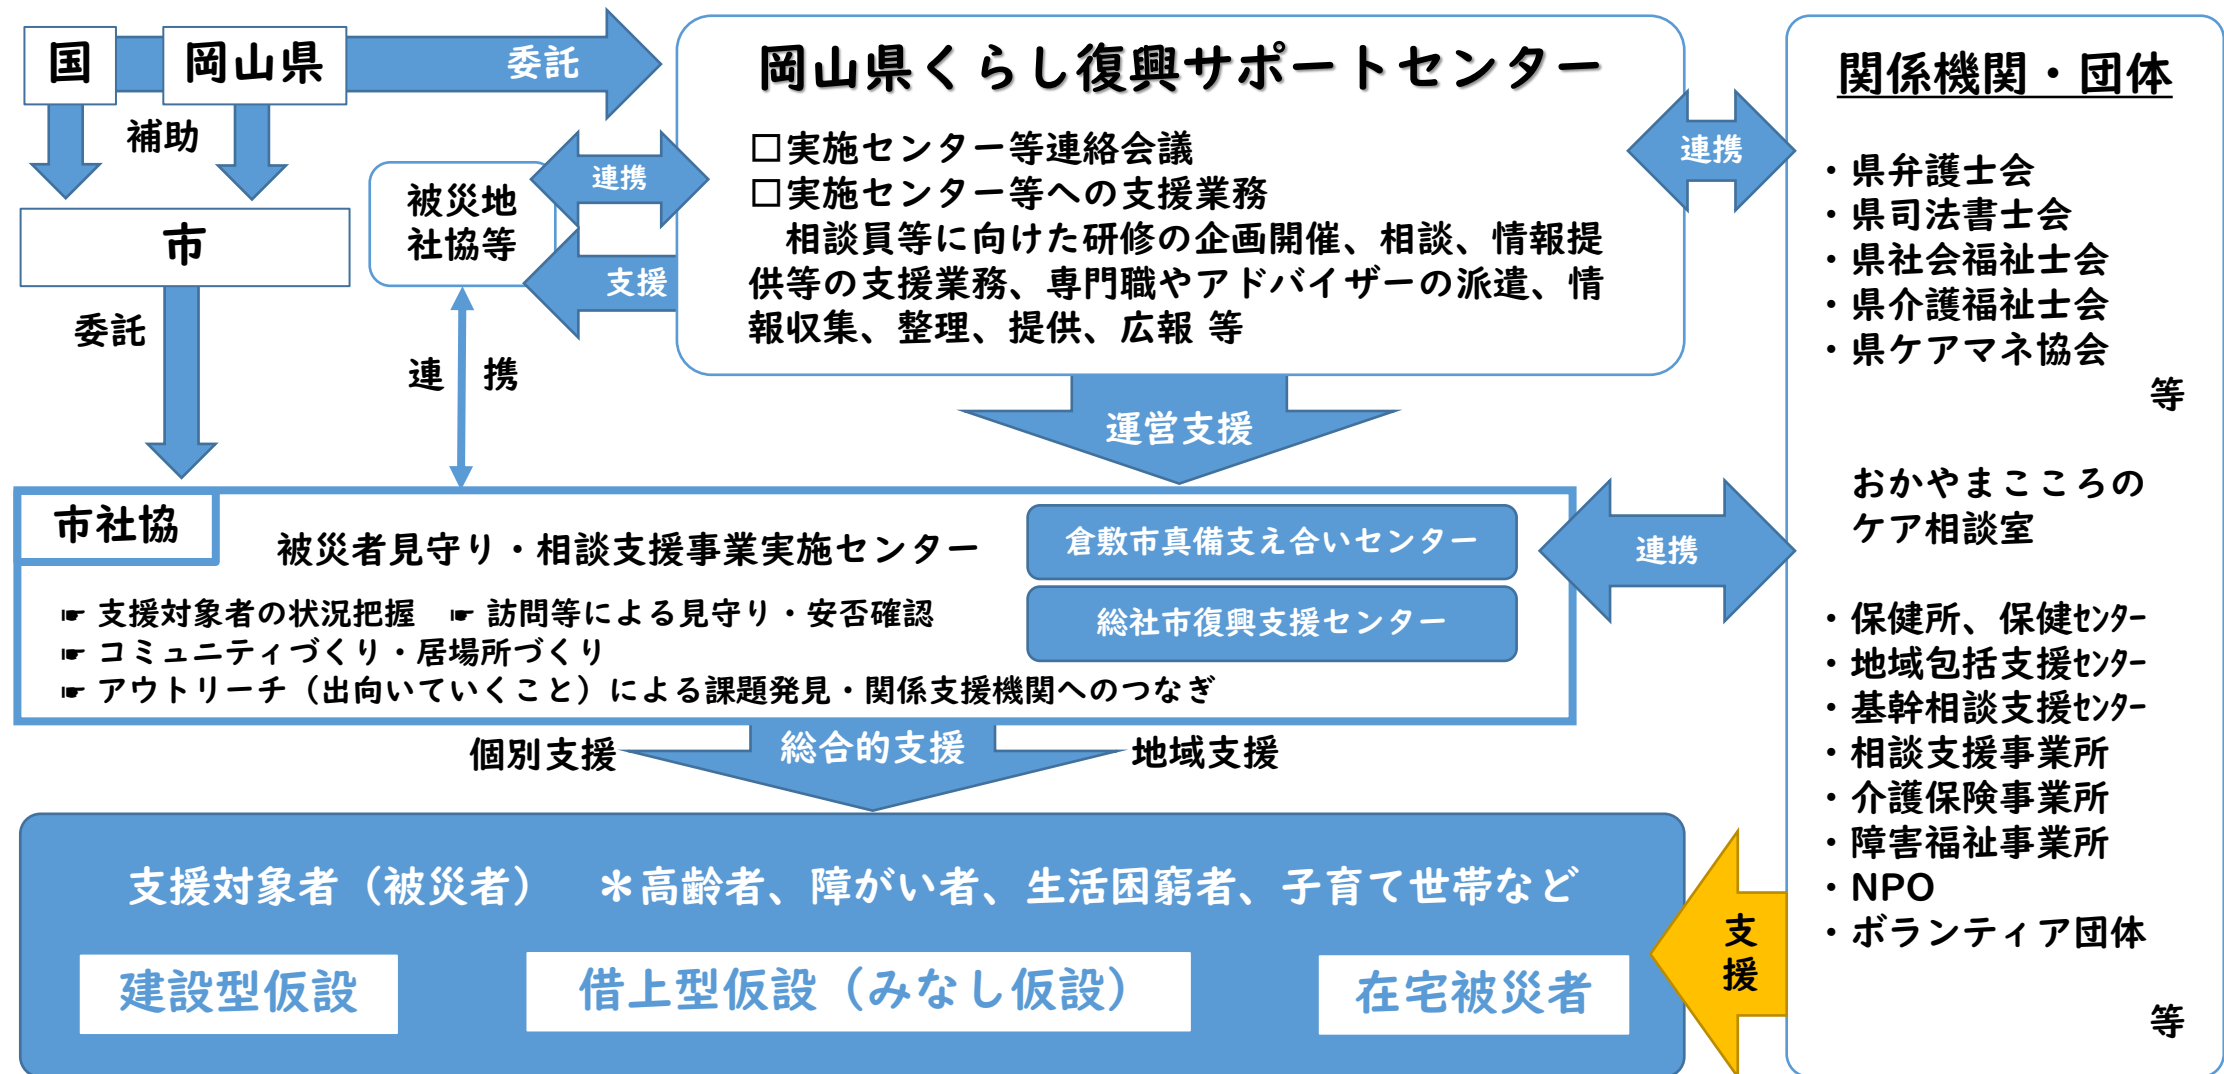 国
岡山県
委託
補助
市
委託
被災地
社協等
連携
支援
連 携
岡山県くらし復興サポートセンター
□実施センター等連絡会議
□実施センター等への支援業務
相談員等に向けた研修の企画開催、相談、情報提
供等の支援業務、専門職やアドバイザーの派遣、情
報収集、整理、提供、広報 等
運営支援
連携
市社協
被災者見守り・相談支援事業実施センター
倉敷市真備支え合いセンター
総社市復興支援センター
☛ 支援対象者の状況把握 ☛ 訪問等による見守り・安否確認
☛ コミュニティづくり・居場所づくり
☛ アウトリーチ（出向いていくこと）による課題発見・関係支援機関へのつなぎ
連携
個別支援
総合的支援
地域支援
支援対象者（被災者） ＊高齢者、障がい者、生活困窮者、子育て世帯など
建設型仮設
借上型仮設（みなし仮設）
在宅被災者
支
援
関係機関・団体
・県弁護士会
・県司法書士会
・県社会福祉士会
・県介護福祉士会
・県ケアマネ協会
等
おかやまこころの
ケア相談室
・保健所、保健ｾﾝﾀｰ
・地域包括支援ｾﾝﾀｰ
・基幹相談支援ｾﾝﾀｰ
・相談支援事業所
・介護保険事業所
・障害福祉事業所
・NPO
・ボランティア団体
等